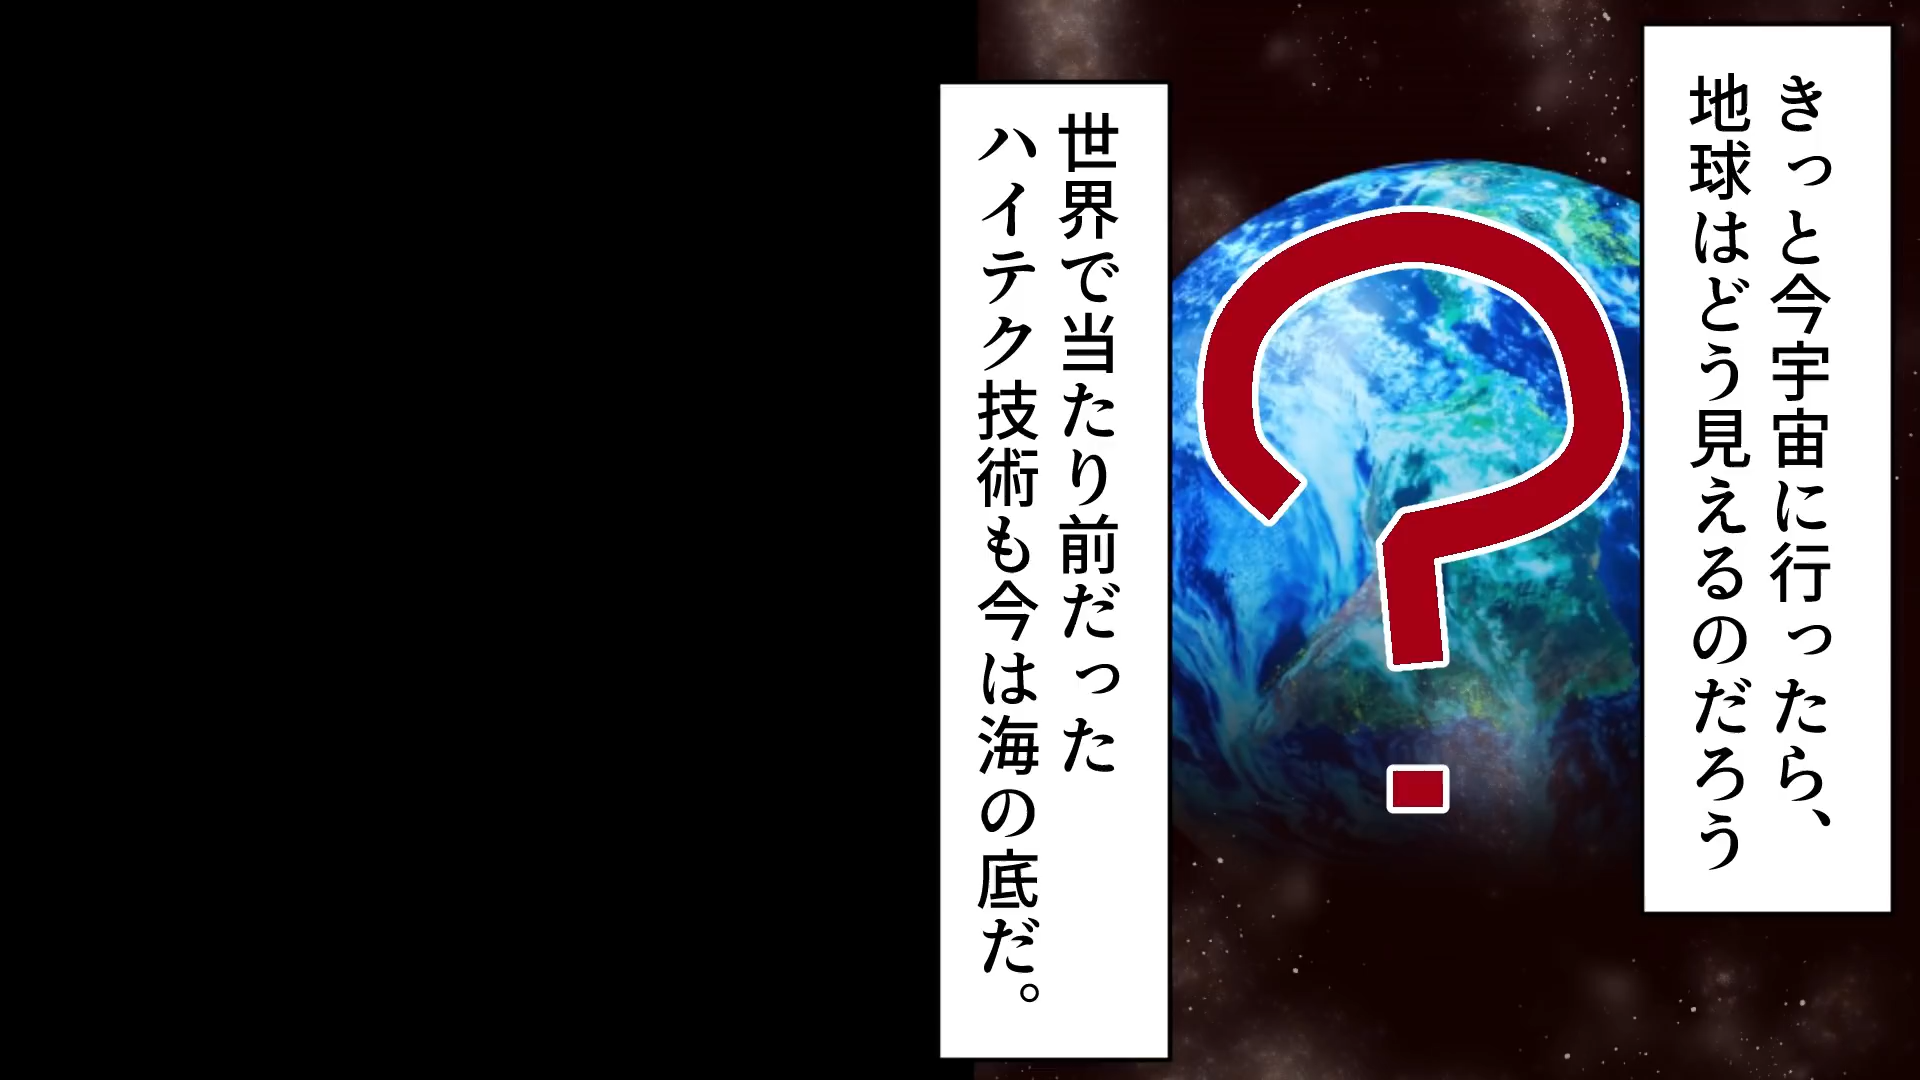 きっと今宇宙に行ったら、
地球はどう見えるのだろう
?
世界で当たり前だった
ハイテク技術も今は海の底だ。